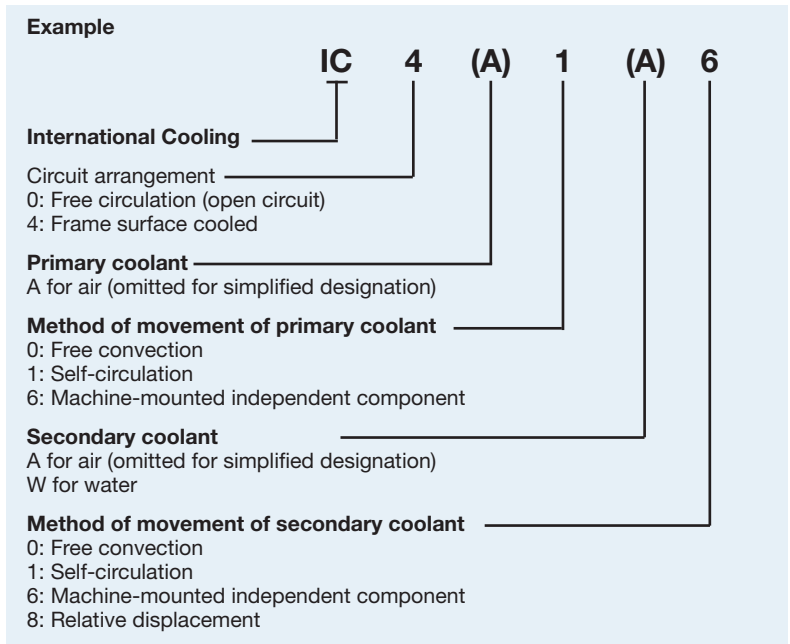 Example
IC 4 (A) 1 (A) 6
International Cooling
Circuit arrangement
0: Free circulation (open circuit)
4: Frame surface cooled
Primary coolant
A for air (omitted for simplified designation)
Method of movement of primary coolant
0: Free convection
1: Self-circulation
6: Machine-mounted independent component
Secondary coolant
A for air (omitted for simplified designation)
W for water
Method of movement of secondary coolant
0: Free convection
1: Self-circulation
6: Machine-mounted independent component
8: Relative displacement